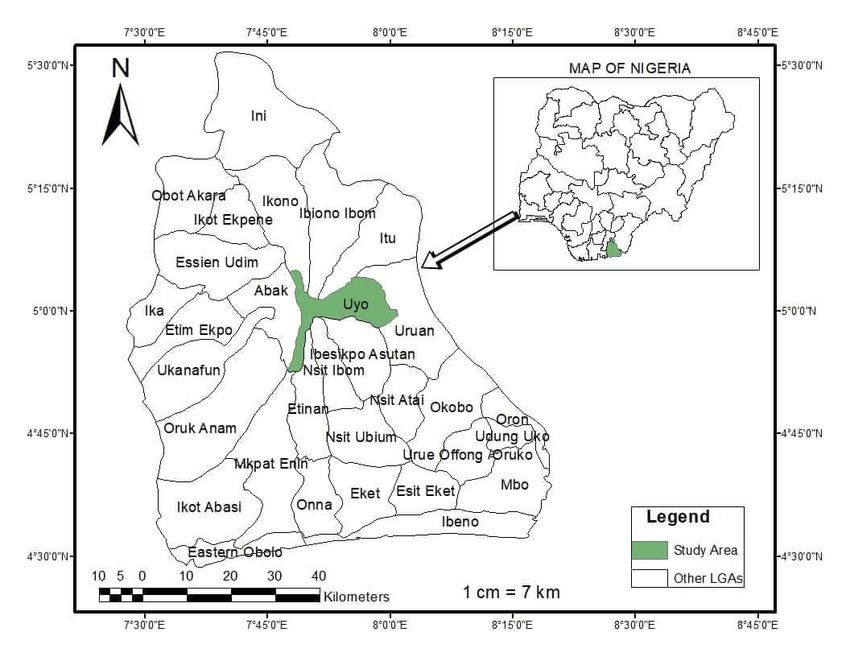 7°30'0"E 7°45'0"E 8°0'0"E 8°15'0"E 8°30'0"E 8°45'0"E
5°30'0"N 5°30'0"N
N
MAP OF NIGERIA
Ini
5°15'0"N 5°15'0"N
Obot Akara
Ikono
Ikot Ekpene
Ibiono Ibom
Itu
Essien Udim
Abak
Uyo
5°0'0"N 5°0'0"N
Ika
Etim Ekpo
Uruan
Ibesikpo Asutan
Ukanafun
Nsit Ibom
Nsit Atai
Etinan
Okobo
Oron
4°45'0"N 4°45'0"N
Oruk Anam
Nsit Ubium
Udung Uko
Urue Offong /Oruko
Mkpat Enin
Mbo
Eket
Esit Eket
Ikot Abasi
Onna
Ibeno
Legend
Study Area
Other LGAs
4°30'0"N 4°30'0"N
Eastern Obolo
10 5 0 10 20 30 40
Kilometers
1 cm = 7 km
7°30'0"E 7°45'0"E 8°0'0"E 8°15'0"E 8°30'0"E 8°45'0"E